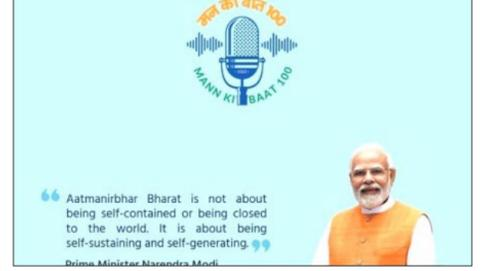 मन की बात 100
MANN KI BAAT 100
Aatmanirbhar Bharat is not about
being self-contained or being closed
to the world. It is about being
self-sustaining and self-generating.
Prime Minister Narendra Modi